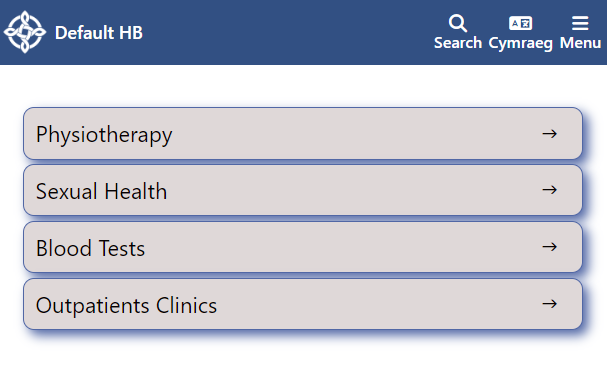 Default HB
Search Cymraeg Menu
Physiotherapy
Sexual Health
Blood Tests
Outpatients Clinics